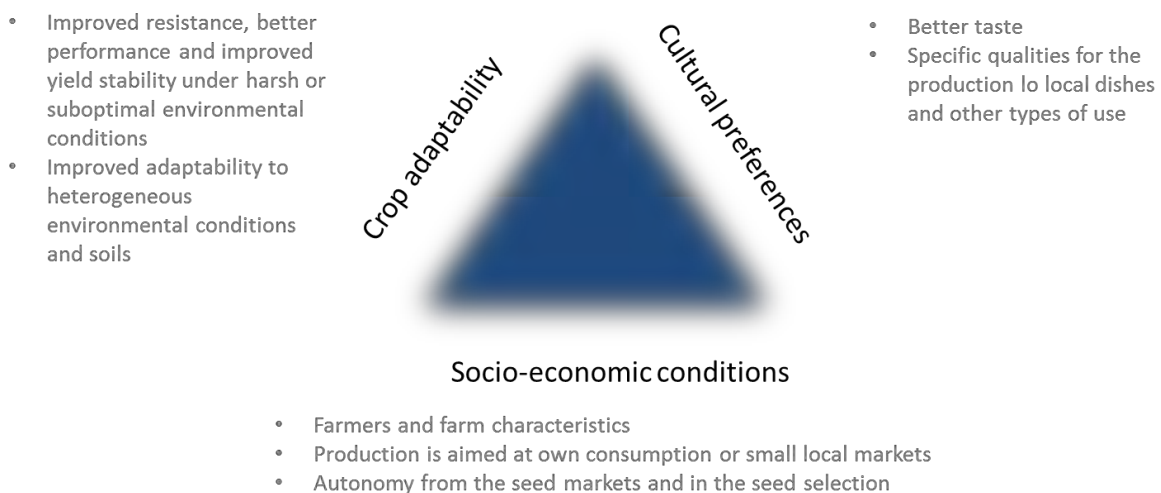 • Improved resistance, better
performance and improved
yield stability under harsh or
suboptimal environmental
conditions
• Improved adaptability to
heterogeneous
environmental conditions
and soils
Crop adaptability
Cultural preferences
• Better taste
• Specific qualities for the
production lo local dishes
and other types of use
Socio-economic conditions
• Farmers and farm characteristics
• Production is aimed at own consumption or small local markets
• Autonomy from the seed markets and in the seed selection